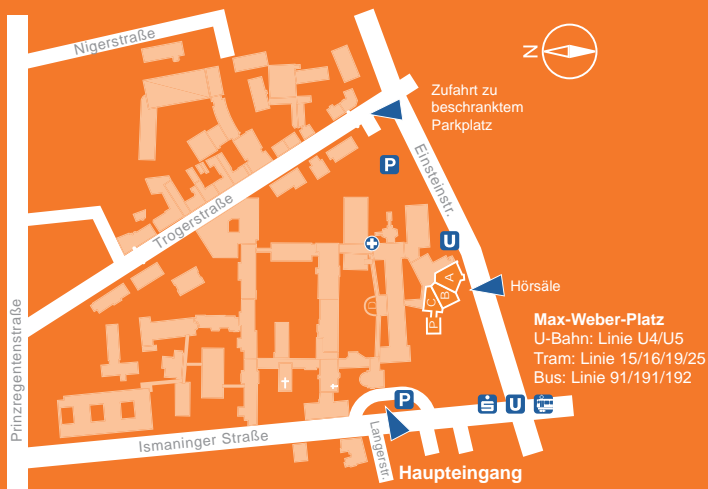 Nigerstraße
N
Zufahrt zu
beschranktem
Parkplatz
P
Einsteinstr.
Trogerstraße
U
D
A
B
C
P
Hörsäle
Prinzregentenstraße
Max-Weber-Platz
U-Bahn: Linie U4/U5
Tram: Linie 15/16/19/25
Bus: Linie 91/191/192
P
S U
Ismaninger Straße
Langerstr.
Haupteingang